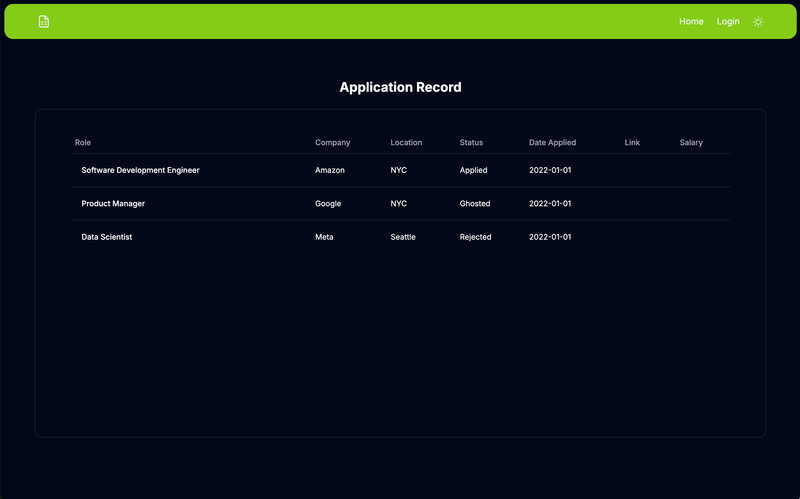 Home Login
Application Record
Role Company Location Status Date Applied Link Salary
Software Development Engineer Amazon NYC Applied 2022-01-01
Product Manager Google NYC Ghosted 2022-01-01
Data Scientist Meta Seattle Rejected 2022-01-01